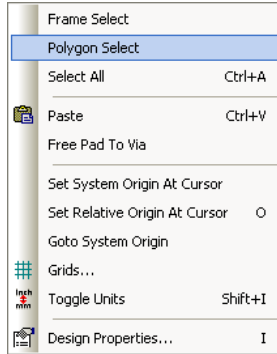 Frame Select
Polygon Select
Select All Ctrl+A
Paste Ctrl+V
Free Pad To Via
Set System Origin At Cursor
Set Relative Origin At Cursor O
Goto System Origin
Grids...
Inch
mm
Toggle Units Shift+I
Design Properties... I